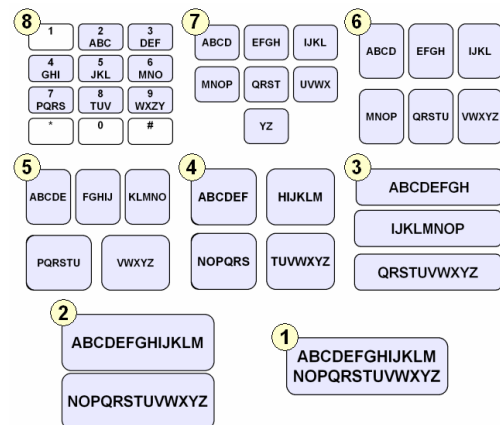 8
1 2 3
ABC DEF
4 5 6
GHI JKL MNO
7 8 9
PQRS TUV WXZY
* 0 #
7
ABCD EFGH IJKL
MNOP QRST UVWX
YZ
6
ABCD EFGH IJKL
MNOP QRSTU VWXYZ
5
ABCDE FGHIJ KLMNO
PQRSTU VWXYZ
4
ABCDEF HIJKLM
NOPQRS TUVWXYZ
3
ABCDEFGH
IJKLMNOP
QRSTUVWXYZ
2
ABCDEFGHIJKLM
NOPQRSTUVWXYZ
1
ABCDEFGHIJKLM
NOPQRSTUVWXYZ